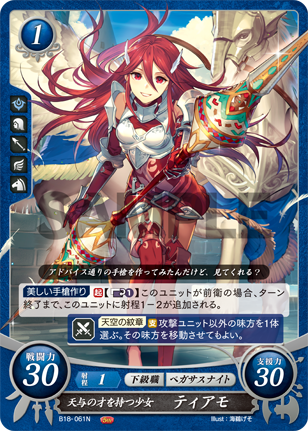 1
SAMPLE
アドバイス通りの手槍を作ってみたんだけど、見てくれる？
美しい手槍作り 起【1】このユニットが前衛の場合、ターン
終了まで、このユニットに射程1－2が追加される。
天空の紋章 支 攻撃ユニット以外の味方を1体
選ぶ。その味方を移動させてもよい。
戦闘力 30
射程 1 下級職 ペガサスナイト
支援力 30
天与の才を持つ少女 ティアモ
B18-061N
Illust：海鵜げそ